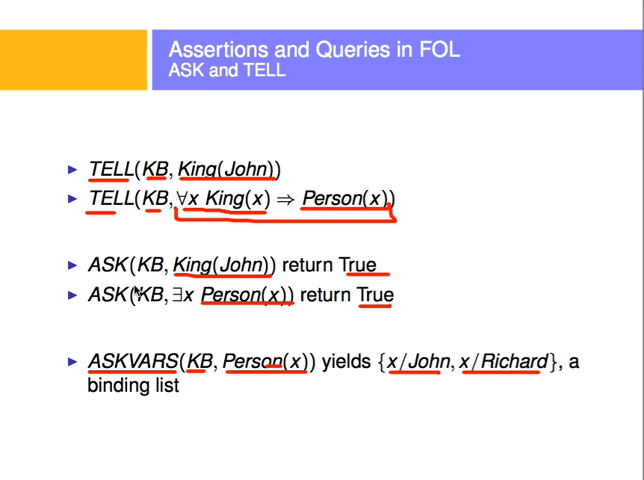 Assertions and Queries in FOL
ASK and TELL
▶ TELL(KB, King(John))
▶ TELL(KB, ∀x King(x) ⇒ Person(x))
▶ ASK(KB, King(John)) return True
▶ ASK(KB, ∃x Person(x)) return True
▶ ASKVARS(KB, Person(x)) yields {x/John, x/Richard}, a
binding list